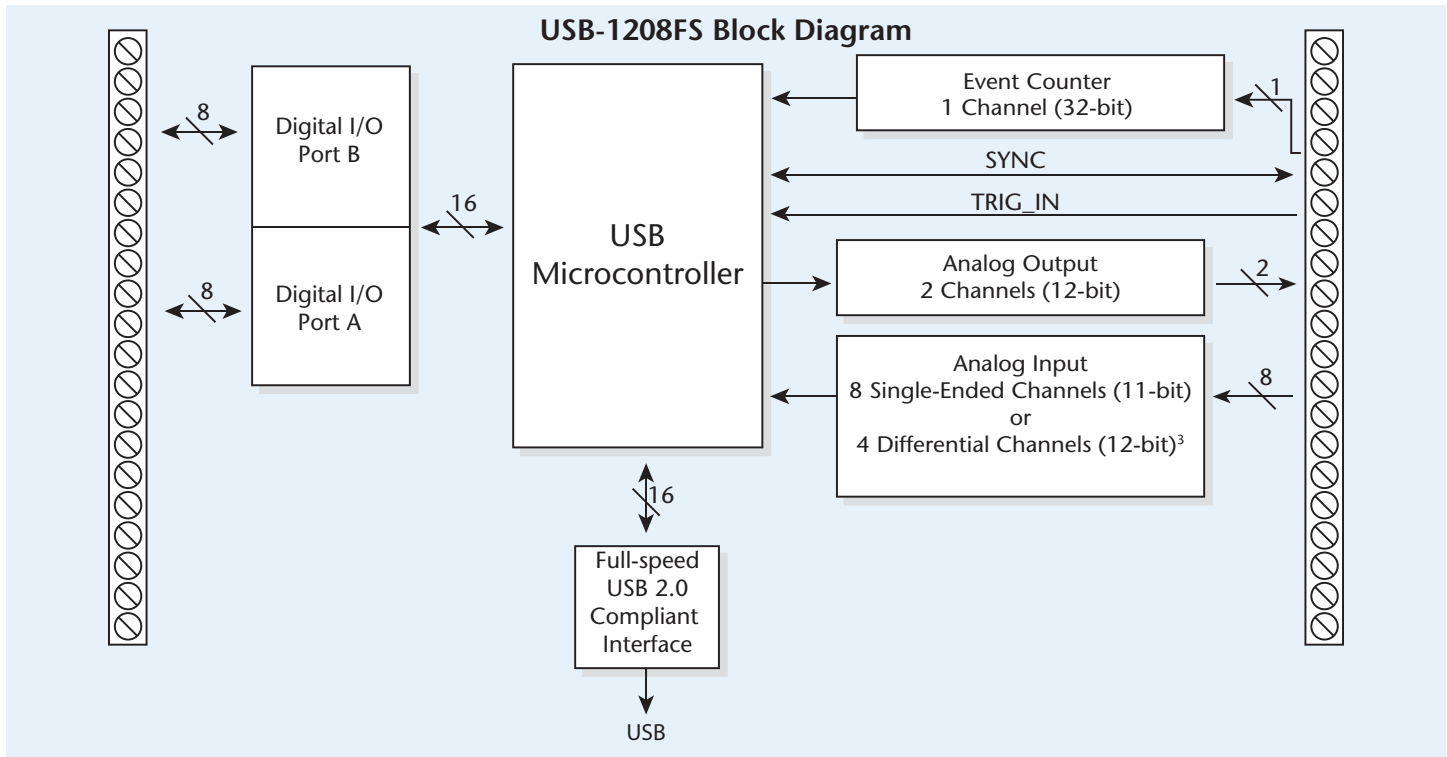 USB-1208FS Block Diagram
8
Digital I/O
Port B
16
8
Digital I/O
Port A
USB
Microcontroller
Event Counter
1 Channel (32-bit)
1
SYNC
TRIG_IN
Analog Output
2 Channels (12-bit)
2
Analog Input
8 Single-Ended Channels (11-bit)
or
4 Differential Channels (12-bit)³
8
16
Full-speed
USB 2.0
Compliant
Interface
USB